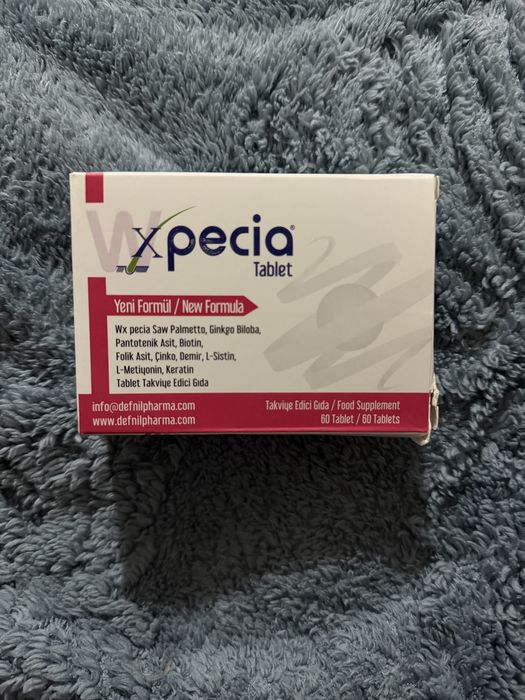 Wxpecia®
Tablet
Yeni Formül / New Formula
Wx pecia Saw Palmetto, Ginkgo Biloba,
Pantotenik Asit, Biotin,
Folik Asit, Çinko, Demir, L-Sistin,
L-Metiyonin, Keratin
Tablet Takviye Edici Gıda
info@defnilpharma.com
www.defnilpharma.com
Takviye Edici Gıda / Food Supplement
60 Tablet / 60 Tablets